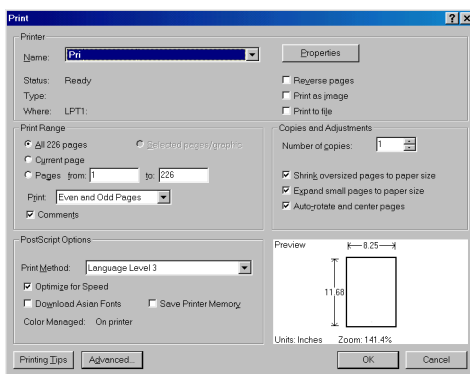 Print
Printer
Name: Pri
Properties
Status: Ready
Type:
Where: LPT1:
Reverse pages
Print as image
Print to file
Print Range
All 226 pages
Selected pages/graphic
Current page
Pages from: 1 to: 226
Print: Even and Odd Pages
Comments
Copies and Adjustments
Number of copies: 1
Shrink oversized pages to paper size
Expand small pages to paper size
Auto-rotate and center pages
PostScript Options
Print Method: Language Level 3
Optimize for Speed
Download Asian Fonts
Save Printer Memory
Color Managed: On printer
Preview
8.25
11.68
Units: Inches Zoom: 141.4%
Printing Tips
Advanced...
OK
Cancel